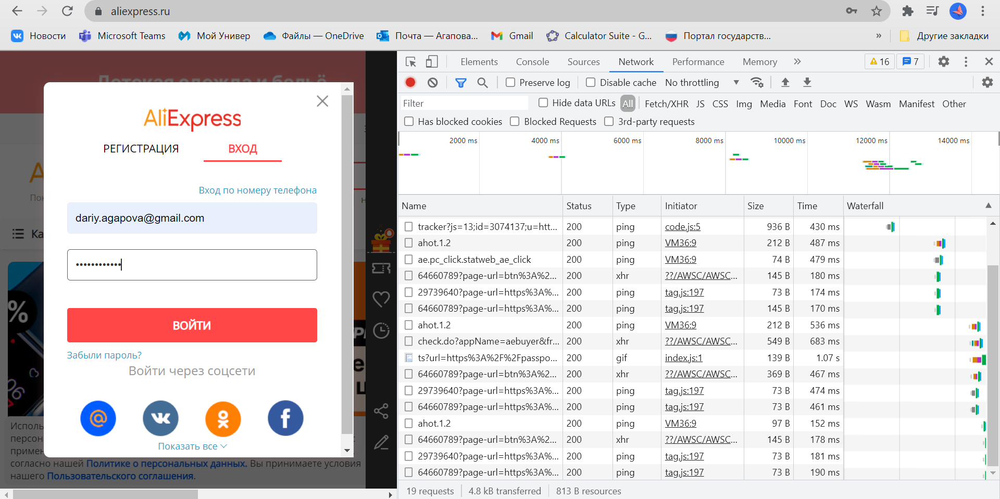 aliexpress.ru
Новости
Microsoft Teams
Мой Универ
Файлы — OneDrive
Почта — Агапова...
Gmail
Calculator Suite - G...
Портал государств...
»
Другие закладки
Детская одежда и бельё
AliExpress
РЕГИСТРАЦИЯ
ВХОД
Вход по номеру телефона
dariy.agapova@gmail.com
••••••••••••
ВОЙТИ
Забыли пароль?
Войти через соцсети
Показать все
согласно нашей Политике о персональных данных. Вы принимаете условия
нашего Пользовательского соглашения.
Elements
Console
Sources
Network
Performance
Memory
»
16
7
Preserve log
Disable cache
No throttling
Filter
Hide data URLs
All
Fetch/XHR JS CSS Img Media Font Doc WS Wasm Manifest Other
Has blocked cookies
Blocked Requests
3rd-party requests
2000 ms 4000 ms 6000 ms 8000 ms 10000 ms 12000 ms 14000 ms
Name Status Type Initiator Size Time Waterfall
tracker?js=13;id=3074137;u=htt... 200 ping code.js:5 936 B 430 ms
ahot.1.2 200 ping VM36:9 212 B 487 ms
ae.pc_click.statweb_ae_click 200 ping VM36:9 74 B 479 ms
64660789?page-url=btn%3A%2... 200 xhr ??/AWSC/AWSC... 145 B 180 ms
29739640?page-url=https%3A%... 200 ping tag.js:197 73 B 174 ms
64660789?page-url=https%3A%... 200 ping tag.js:197 145 B 170 ms
ahot.1.2 200 ping VM36:9 212 B 536 ms
check.do?appName=aebuyer&fr... 200 xhr ??/AWSC/AWSC... 549 B 683 ms
ts?url=https%3A%2F%2Fpasspo... 200 gif index.js:1 139 B 1.07 s
64660789?page-url=btn%3A%2... 200 xhr ??/AWSC/AWSC... 369 B 467 ms
29739640?page-url=https%3A%... 200 ping tag.js:197 73 B 474 ms
64660789?page-url=https%3A%... 200 ping tag.js:197 73 B 461 ms
ahot.1.2 200 ping VM36:9 97 B 152 ms
64660789?page-url=btn%3A%2... 200 xhr ??/AWSC/AWSC... 145 B 178 ms
29739640?page-url=https%3A%... 200 ping tag.js:197 73 B 181 ms
64660789?page-url=https%3A%... 200 ping tag.js:197 73 B 190 ms
19 requests 4.8 kB transferred 813 B resources